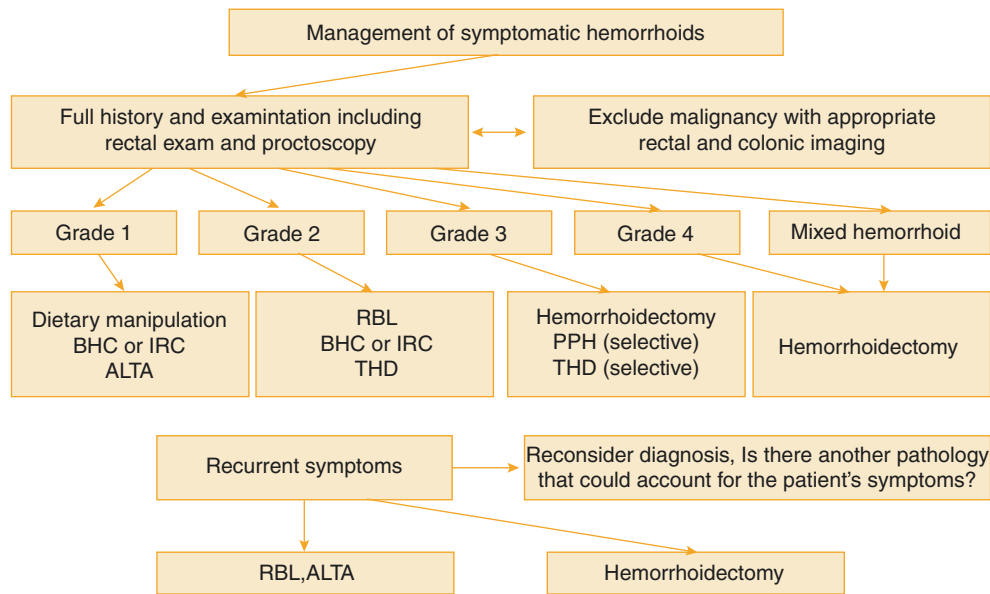 Management of symptomatic hemorrhoids
Full history and examintation including
rectal exam and proctoscopy
Exclude malignancy with appropriate
rectal and colonic imaging
Grade 1
Grade 2
Grade 3
Grade 4
Mixed hemorrhoid
Dietary manipulation
BHC or IRC
ALTA
RBL
BHC or IRC
THD
Hemorrhoidectomy
PPH (selective)
THD (selective)
Hemorrhoidectomy
Recurrent symptoms
Reconsider diagnosis, Is there another pathology
that could account for the patient's symptoms?
RBL,ALTA
Hemorrhoidectomy